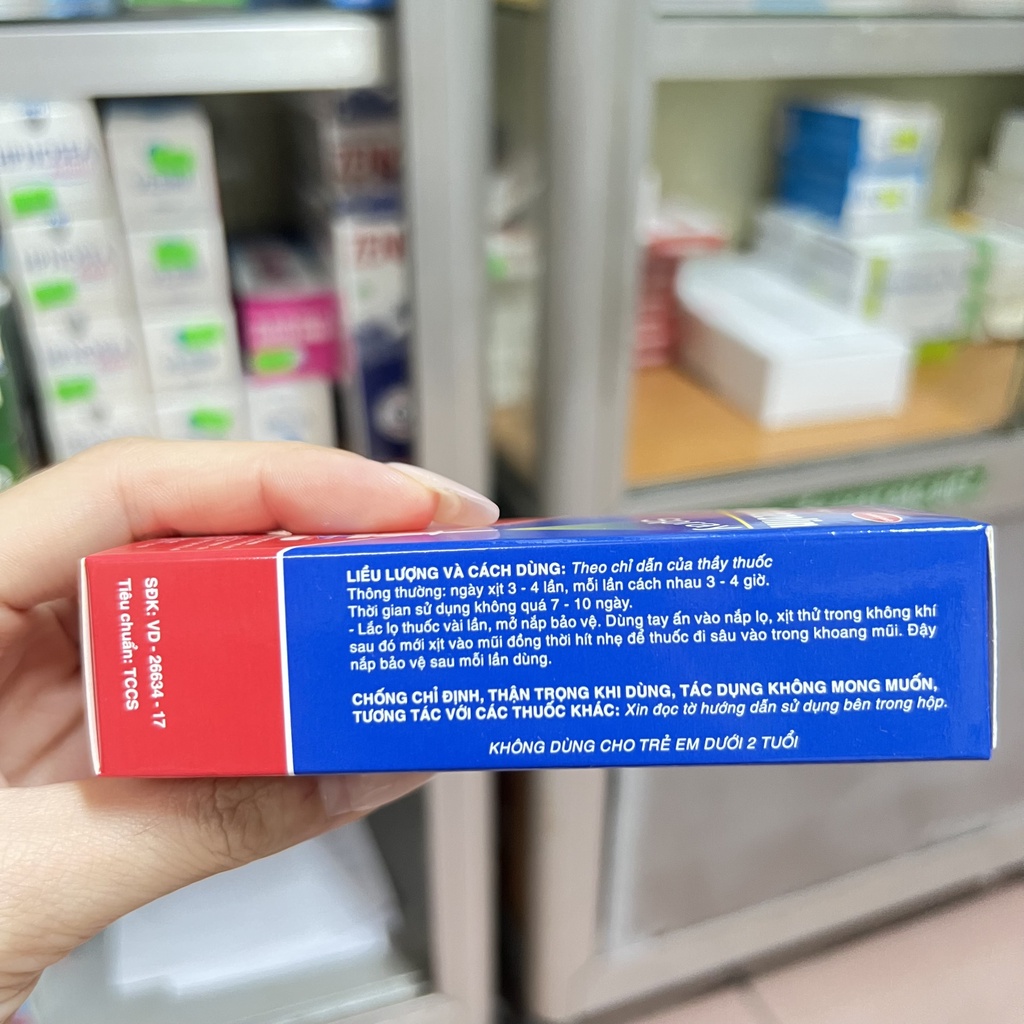 LIỀU LƯỢNG VÀ CÁCH DÙNG: Theo chỉ dẫn của thầy thuốc
Thông thường: ngày xịt 3 - 4 lần, mỗi lần cách nhau 3 - 4 giờ.
Thời gian sử dụng không quá 7 - 10 ngày.
- Lắc lọ thuốc vài lần, mở nắp bảo vệ. Dùng tay ấn vào nắp lọ, xịt thử trong không khí
sau đó mới xịt vào mũi đồng thời hít nhẹ để thuốc đi sâu vào trong khoang mũi. Đậy
nắp bảo vệ sau mỗi lần dùng.
CHỐNG CHỈ ĐỊNH, THẬN TRỌNG KHI DÙNG, TÁC DỤNG KHÔNG MONG MUỐN,
TƯƠNG TÁC VỚI CÁC THUỐC KHÁC: Xin đọc tờ hướng dẫn sử dụng bên trong hộp.
KHÔNG DÙNG CHO TRẺ EM DƯỚI 2 TUỔI
SĐK: VD - 26634 - 17
Tiêu chuẩn: TCCS